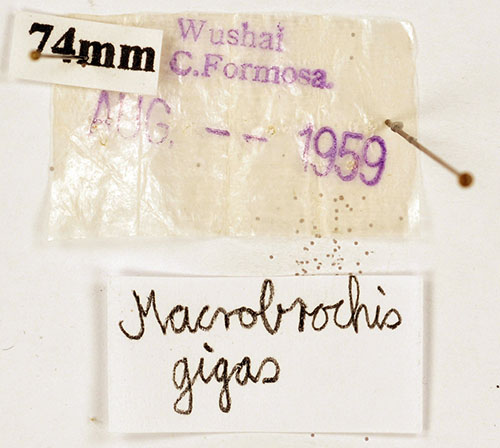 74mm
Wushai
C.Formosa.
AUG. -- 1959
Macrobrochis
gigas